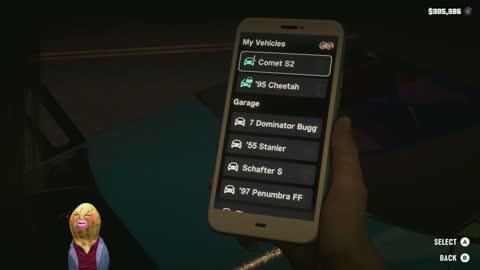 $305,386
My Vehicles
Comet S2
'95 Cheetah
Garage
7 Dominator Bugg
'55 Stanier
Schafter S
'97 Penumbra FF
SELECT A
BACK B